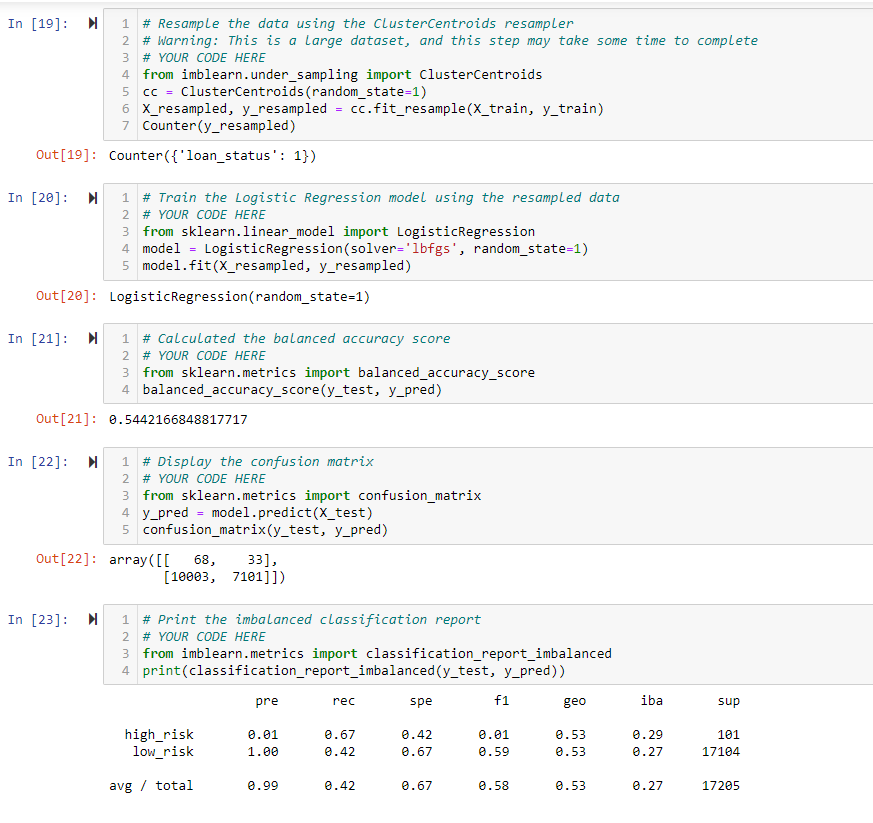 In [19]:
1 # Resample the data using the ClusterCentroids resampler
2 # Warning: This is a large dataset, and this step may take some time to complete
3 # YOUR CODE HERE
4 from imblearn.under_sampling import ClusterCentroids
5 cc = ClusterCentroids(random_state=1)
6 X_resampled, y_resampled = cc.fit_resample(X_train, y_train)
7 Counter(y_resampled)
Out[19]: Counter({'loan_status': 1})
In [20]:
1 # Train the Logistic Regression model using the resampled data
2 # YOUR CODE HERE
3 from sklearn.linear_model import LogisticRegression
4 model = LogisticRegression(solver='lbfgs', random_state=1)
5 model.fit(X_resampled, y_resampled)
Out[20]: LogisticRegression(random_state=1)
In [21]:
1 # Calculated the balanced accuracy score
2 # YOUR CODE HERE
3 from sklearn.metrics import balanced_accuracy_score
4 balanced_accuracy_score(y_test, y_pred)
Out[21]: 0.5442166848817717
In [22]:
1 # Display the confusion matrix
2 # YOUR CODE HERE
3 from sklearn.metrics import confusion_matrix
4 y_pred = model.predict(X_test)
5 confusion_matrix(y_test, y_pred)
Out[22]: array([[ 68, 33],
[10003, 7101]])
In [23]:
1 # Print the imbalanced classification report
2 # YOUR CODE HERE
3 from imblearn.metrics import classification_report_imbalanced
4 print(classification_report_imbalanced(y_test, y_pred))
pre rec spe f1 geo iba sup
high_risk 0.01 0.67 0.42 0.01 0.53 0.29 101
low_risk 1.00 0.42 0.67 0.59 0.53 0.27 17104
avg / total 0.99 0.42 0.67 0.58 0.53 0.27 17205